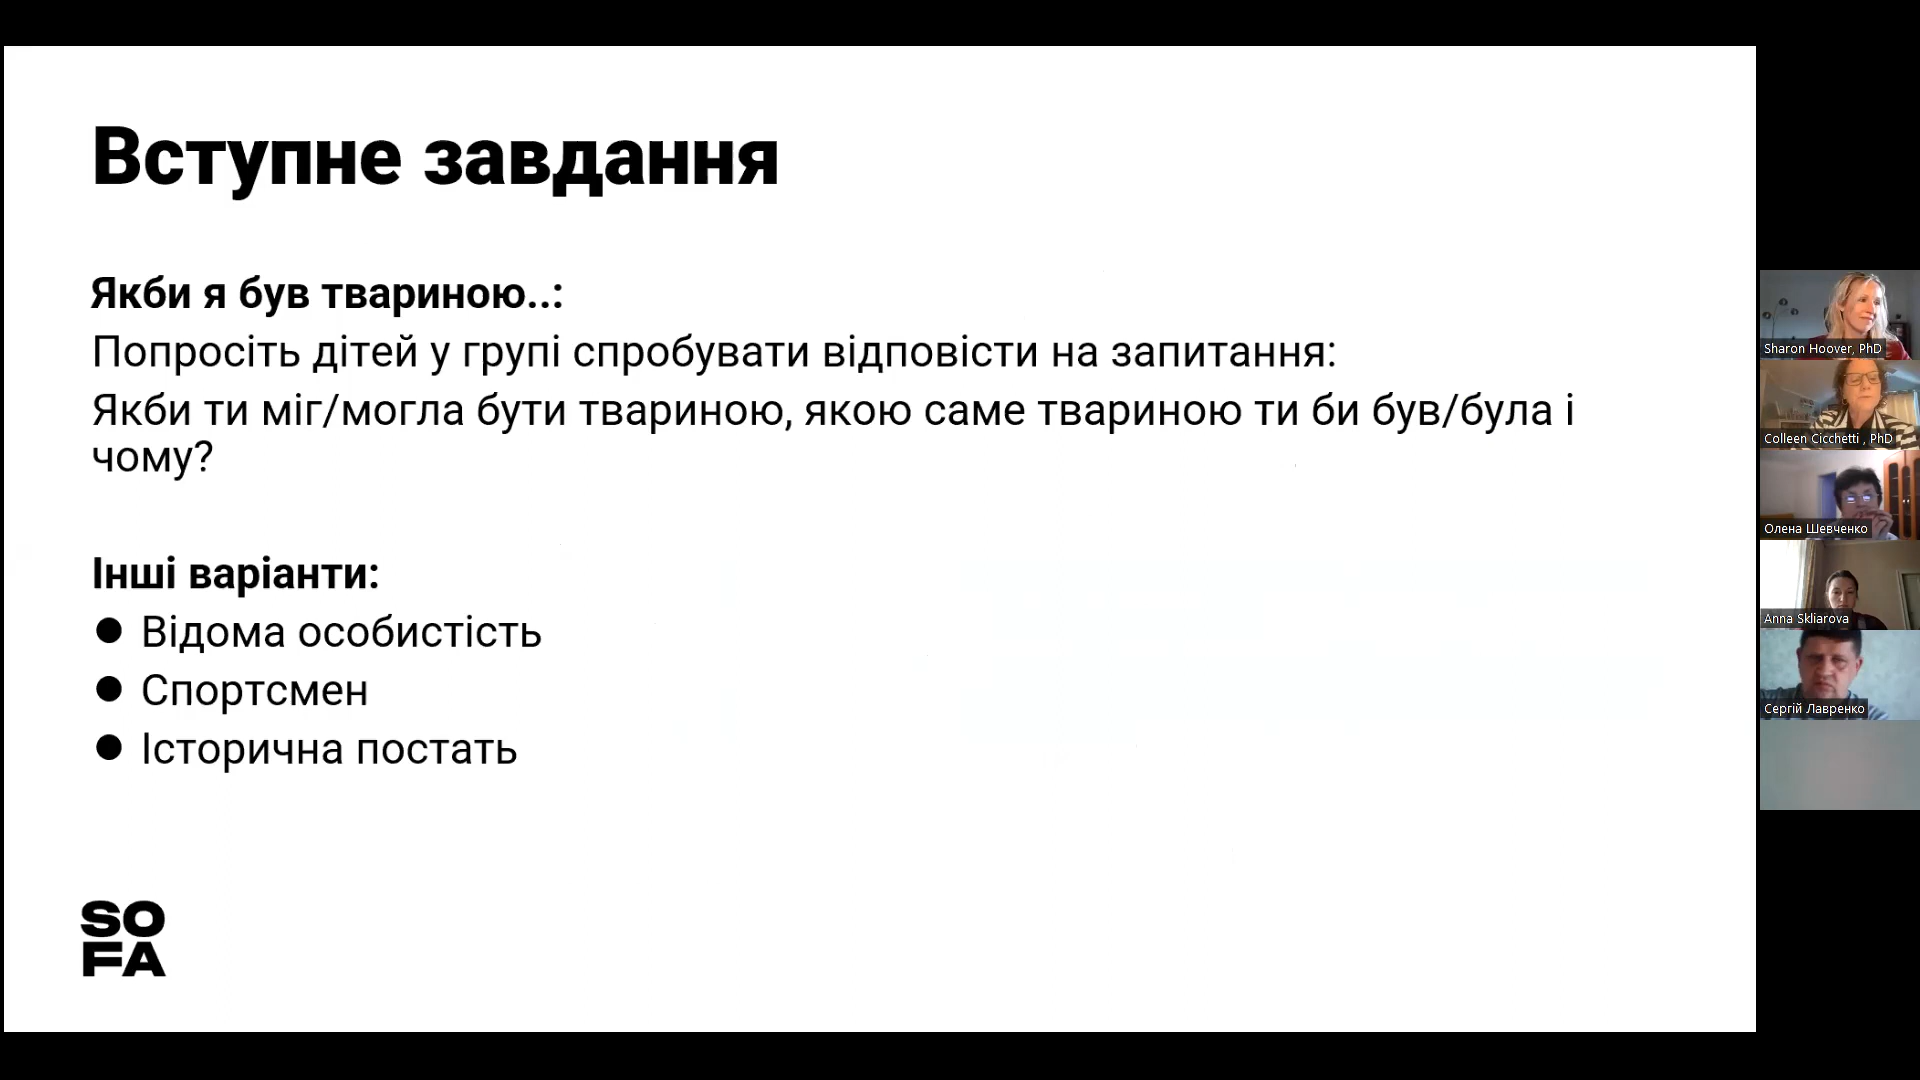 Вступне завдання
Якби я був твариною..:
Попросіть дітей у групі спробувати відповісти на запитання:
Якби ти міг/могла бути твариною, якою саме твариною ти би був/була і
чому?
Інші варіанти:
● Відома особистість
● Спортсмен
● Історична постать
SO
FA
Sharon Hoover, PhD
Colleen Cicchetti , PhD
Олена Шевченко
Anna Skliarova
Сергій Лавренко